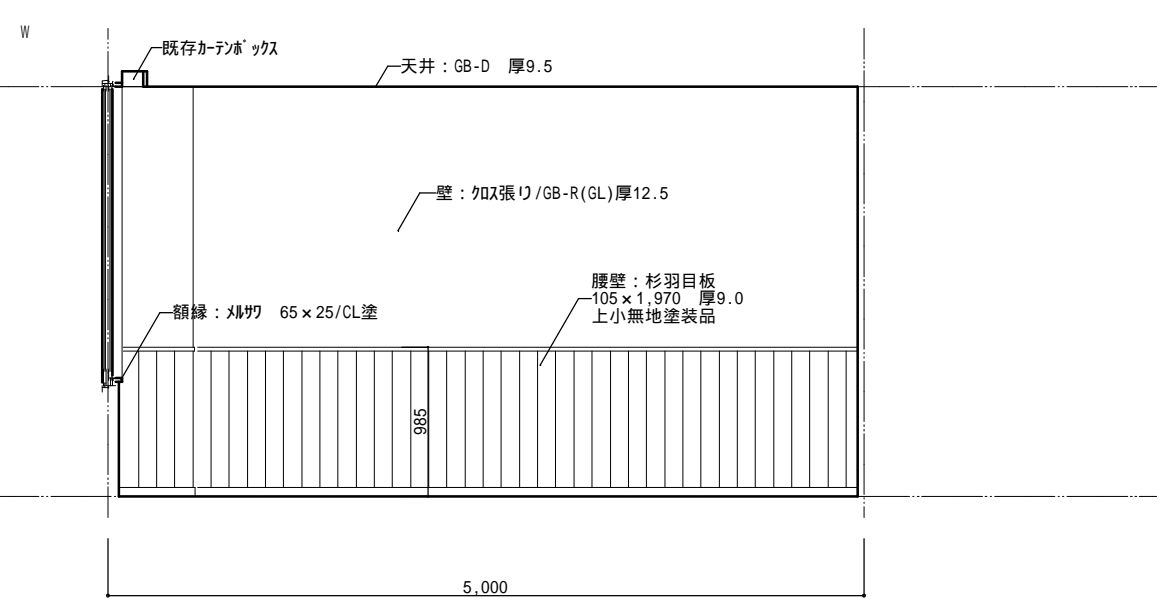 W
既存ｶｰﾃﾝﾎﾞｯｸｽ
天井：GB-D　厚9.5
壁：ｸﾛｽ張り/GB-R(GL)厚12.5
腰壁：杉羽目板
105×1,970　厚9.0
上小無地塗装品
額縁：ﾒﾙｻﾜ　65×25/CL塗
985
5,000